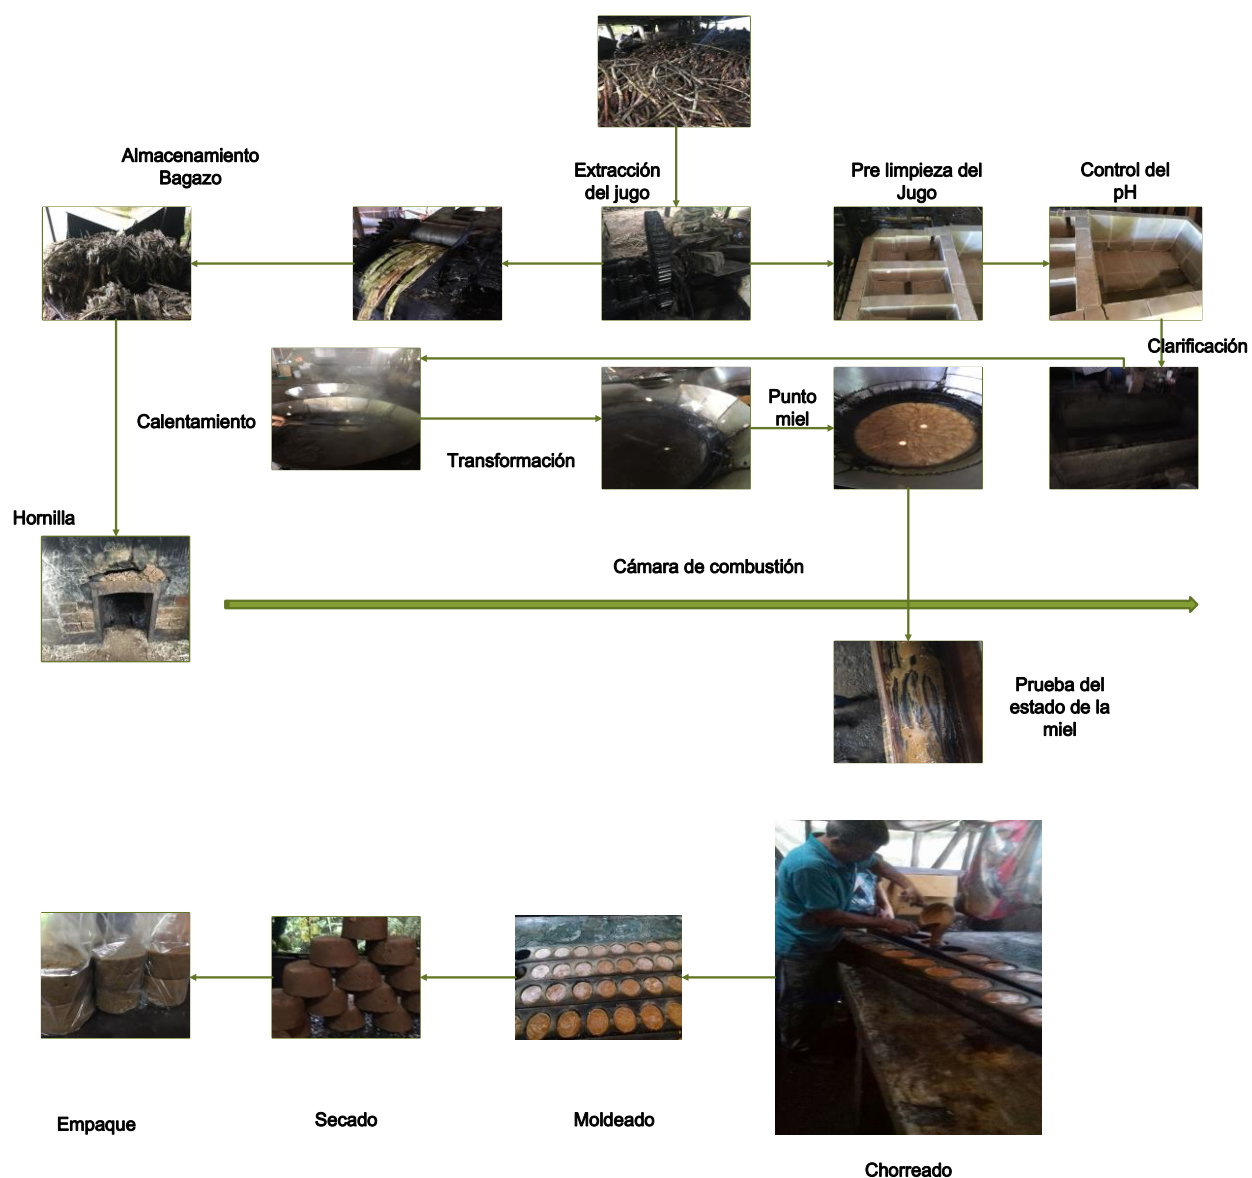 Almacenamiento
Bagazo
Extracción
del jugo
Pre limpieza del
Jugo
Control del
pH
Clarificación
Calentamiento
Transformación
Punto
miel
Hornilla
Cámara de combustión
Prueba del
estado de la
miel
Empaque
Secado
Moldeado
Chorreado